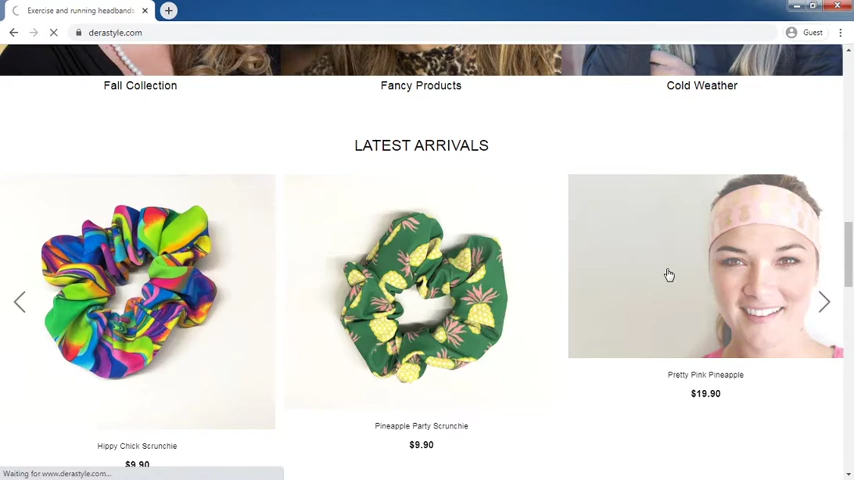 Exercise and running headbands
derastyle.com
Guest
Fall Collection
Fancy Products
Cold Weather
LATEST ARRIVALS
Pretty Pink Pineapple
$19.90
Pineapple Party Scrunchie
$9.90
Hippy Chick Scrunchie
$9.90
Waiting for www.derastyle.com...